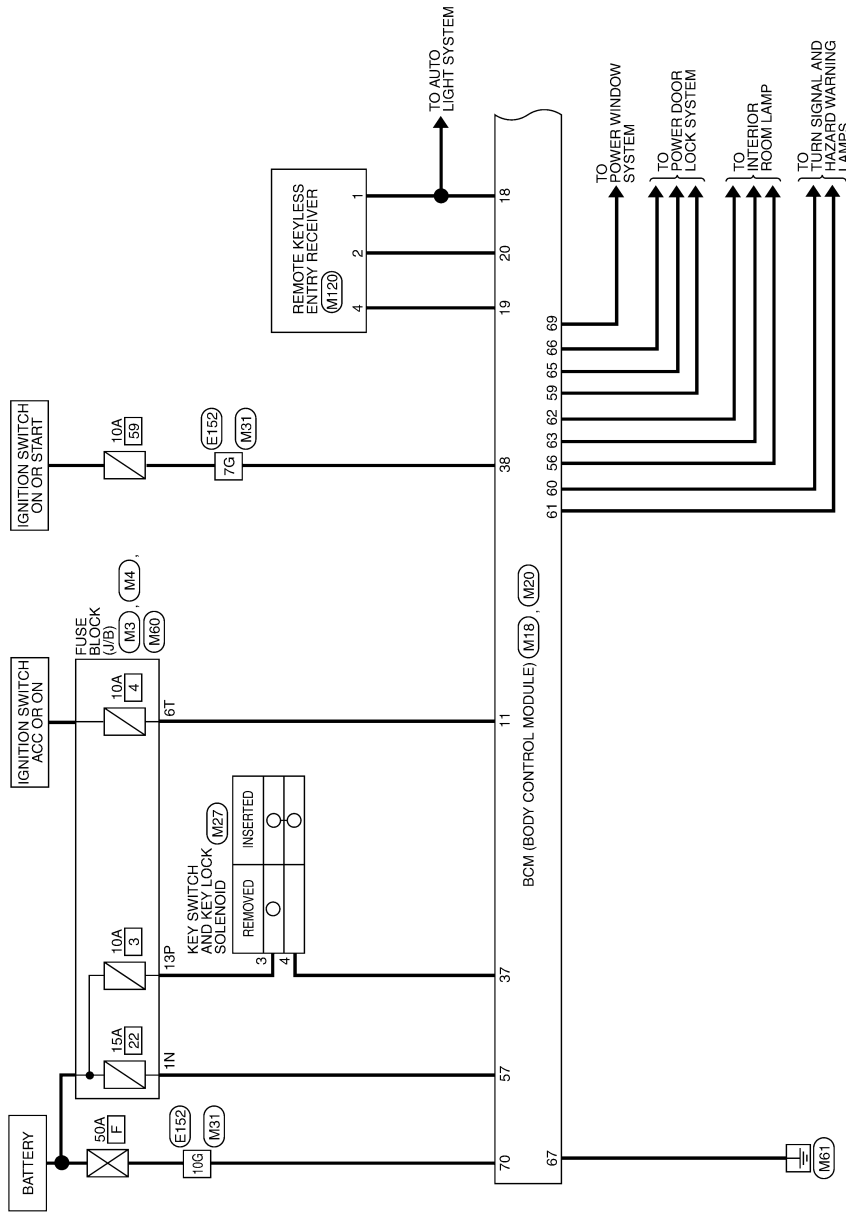 BATTERY
50A
F
E152
10G
M31
70
15A
22
1N
57
10A
3
13P
KEY SWITCH
AND KEY LOCK
SOLENOID
M27
REMOVED
INSERTED
3
4
37
IGNITION SWITCH
ACC OR ON
FUSE
BLOCK
(J/B)
M3 , M4 ,
M60
10A
4
6T
11
IGNITION SWITCH
ON OR START
10A
59
E152
7G
M31
38
REMOTE KEYLESS
ENTRY RECEIVER
M120
4
2
1
19
20
18
TO AUTO
LIGHT SYSTEM
BCM (BODY CONTROL MODULE) M18 , M20
67
61
60
56
63
62
59
65
66
69
M61
TO
POWER WINDOW
SYSTEM
TO
POWER DOOR
LOCK SYSTEM
TO
INTERIOR
ROOM LAMP
TO
TURN SIGNAL AND
HAZARD WARNING
LAMPS